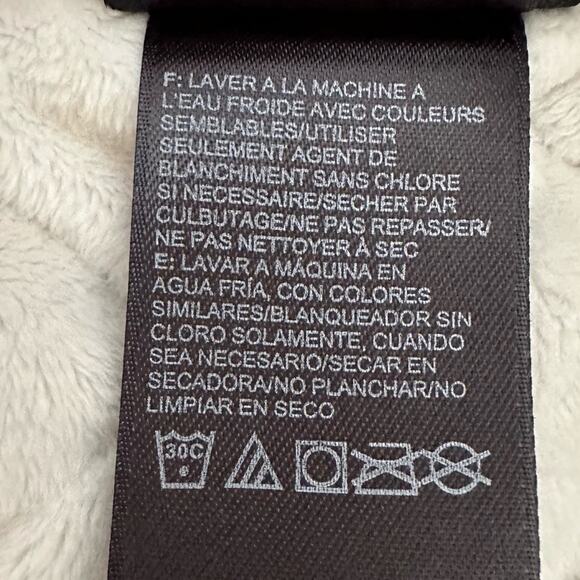 F: LAVER A LA MACHINE A
L'EAU FROIDE AVEC COULEURS
SEMBLABLES/UTILISER
SEULEMENT AGENT DE
BLANCHIMENT SANS CHLORE
SI NECESSAIRE/SECHER PAR
CULBUTAGE/NE PAS REPASSER/
NE PAS NETTOYER À SEC
E: LAVAR A MÁQUINA EN
AGUA FRÍA, CON COLORES
SIMILARES/BLANQUEADOR SIN
CLORO SOLAMENTE, CUANDO
SEA NECESARIO/SECAR EN
SECADORA/NO PLANCHAR/NO
LIMPIAR EN SECO
30C